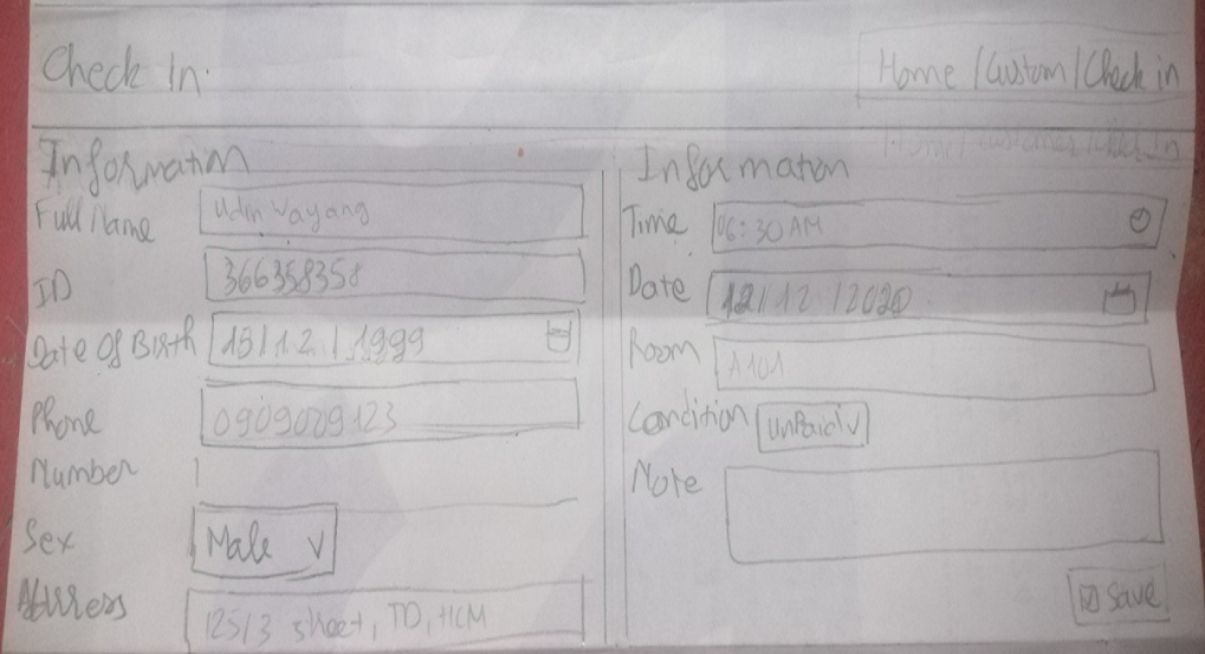 Check In.
Home / Custom / Check in
Information
Full Name
Udin Wayang
ID
366358358
Date Of Birth
13/12/1999
Phone
0909009123
Number
Sex
Male
Address
125/3 street, TD, HCM
Information
Time
06:30 AM
Date
12/12/2020
Room
A101
Condition
UnPaid
Note
Save